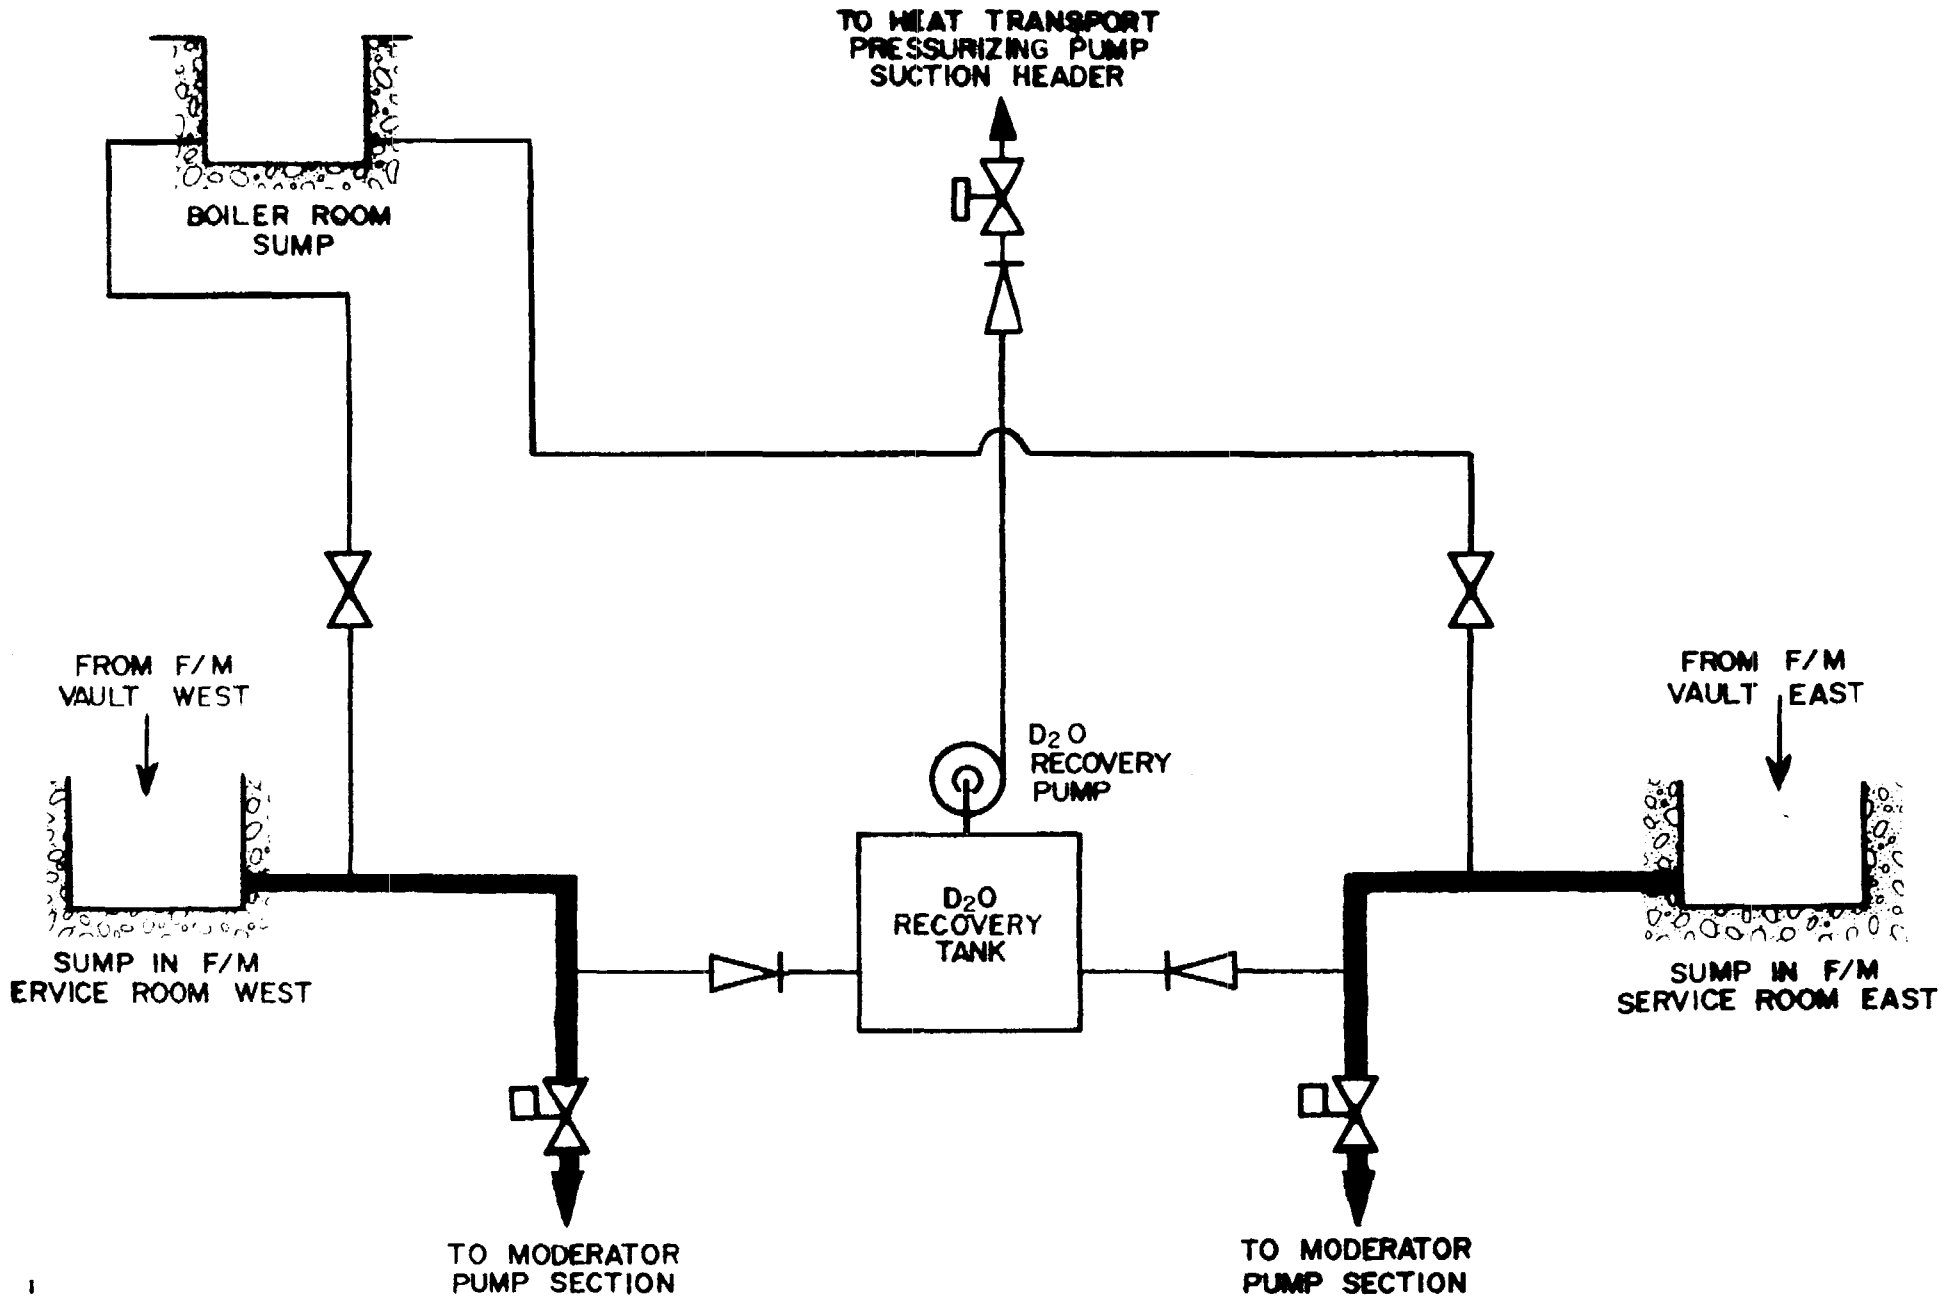 TO HEAT TRANSPORT
PRESSURIZING PUMP
SUCTION HEADER
BOILER ROOM
SUMP
FROM F/M
VAULT WEST
FROM F/M
VAULT EAST
D2O
RECOVERY
PUMP
D2O
RECOVERY
TANK
SUMP IN F/M
ERVICE ROOM WEST
SUMP IN F/M
SERVICE ROOM EAST
TO MODERATOR
PUMP SECTION
TO MODERATOR
PUMP SECTION